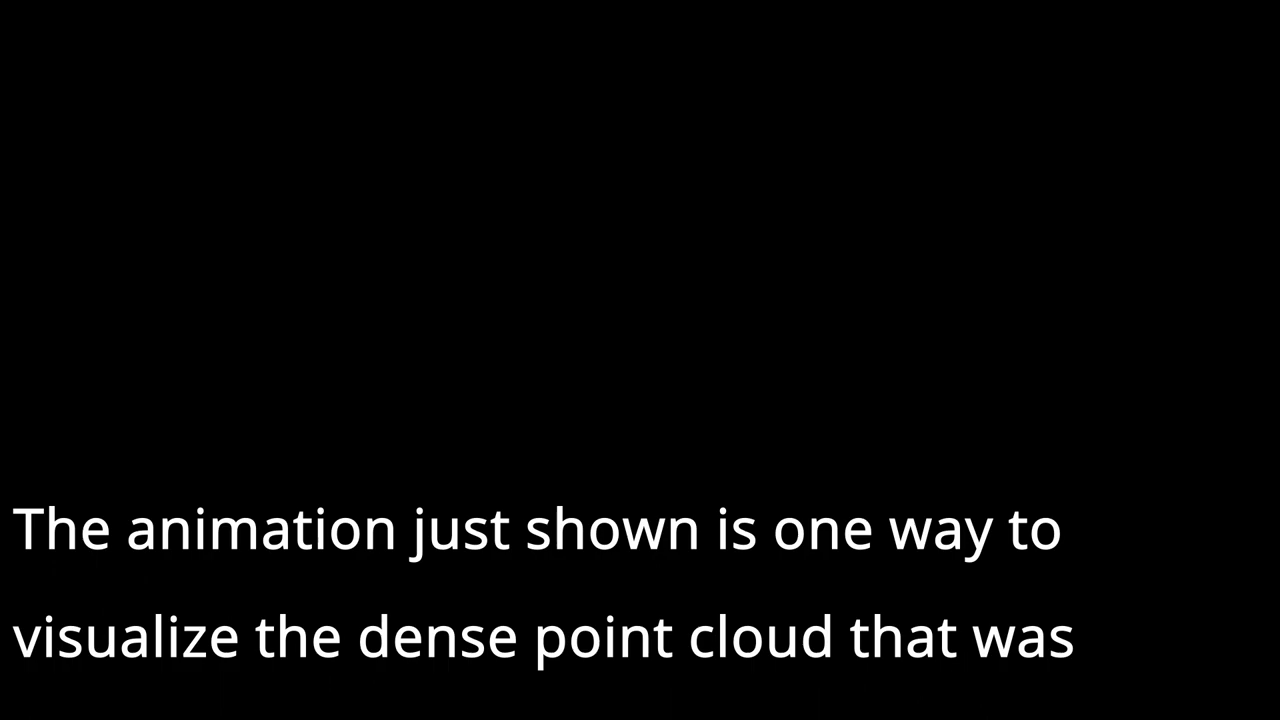 The animation just shown is one way to
visualize the dense point cloud that was